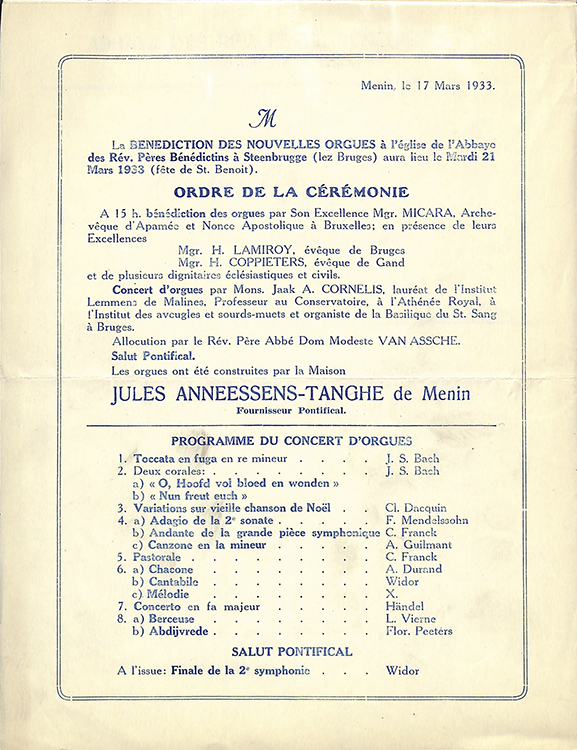 Menin, le 17 Mars 1933.
M
La BENEDICTION DES NOUVELLES ORGUES à l'église de l'Abbaye
des Rév. Pères Bénédictins à Steenbrugge (lez Bruges) aura lieu le Mardi 21
Mars 1933 (fête de St. Benoit).
ORDRE DE LA CÉRÉMONIE
A 15 h. bénédiction des orgues par Son Excellence Mgr. MICARA, Arche-
vêque d'Apamée et Nonce Apostolique à Bruxelles; en présence de leurs
Excellences
Mgr. H. LAMIROY, évêque de Bruges
Mgr. H. COPPIETERS, évêque de Gand
et de plusieurs dignitaires éclésiastiques et civils.
Concert d'orgues par Mons. Jaak A. CORNELIS, lauréat de l'Institut
Lemmens de Malines, Professeur au Conservatoire, à l'Athénée Royal, à
l'Institut des aveugles et sourds-muets et organiste de la Basilique du St. Sang
à Bruges.
Allocution par le Rév. Père Abbé Dom Modeste VAN ASSCHE.
Salut Pontifical.
Les orgues ont été construites par la Maison
JULES ANNEESSENS-TANGHE de Menin
Fournisseur Pontifical.
PROGRAMME DU CONCERT D'ORGUES
1. Toccata en fuga en re mineur . . . . J. S. Bach
2. Deux corales: . . . . . . . J. S. Bach
a) « O, Hoofd vol bloed en wonden »
b) « Nun freut euch »
3. Variations sur vieille chanson de Noël . . Cl. Dacquin
4. a) Adagio de la 2e sonate . . . . . F. Mendelssohn
b) Andante de la grande pièce symphonique C. Franck
c) Canzone en la mineur . . . . . A. Guilmant
5. Pastorale . . . . . . . . C. Franck
6. a) Chacone . . . . . . . A. Durand
b) Cantabile . . . . . . . Widor
c) Mélodie . . . . . . . X.
7. Concerto en fa majeur . . . . . Händel
8. a) Berceuse . . . . . . . L. Vierne
b) Abdijvrede . . . . . . . Flor. Peeters
SALUT PONTIFICAL
A l'issue: Finale de la 2e symphonie . . . Widor